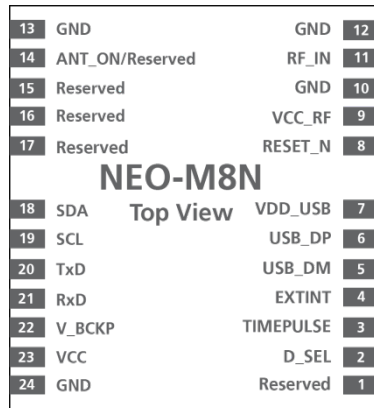 13 GND GND 12
14 ANT_ON/Reserved RF_IN 11
15 Reserved GND 10
16 Reserved VCC_RF 9
17 Reserved RESET_N 8
NEO-M8N
Top View
18 SDA VDD_USB 7
19 SCL USB_DP 6
20 TxD USB_DM 5
21 RxD EXTINT 4
22 V_BCKP TIMEPULSE 3
23 VCC D_SEL 2
24 GND Reserved 1